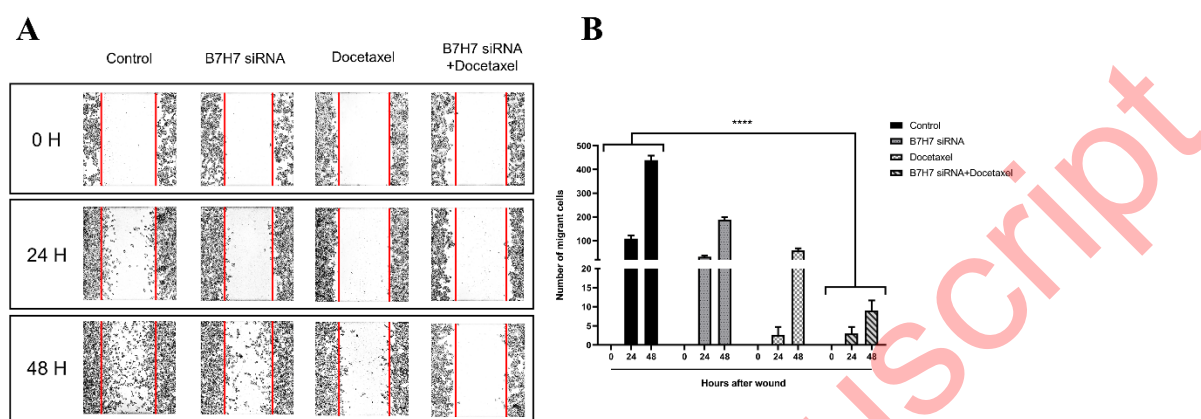 A
Control
B7H7 siRNA
Docetaxel
B7H7 siRNA
+Docetaxel
0 H
24 H
48 H
B
****
Control
B7H7 siRNA
Docetaxel
B7H7 siRNA+Docetaxel
Number of migrant cells
500
400
300
200
100
20
15
10
5
0
0 24 48 0 24 48 0 24 48 0 24 48
Hours after wound
uscript